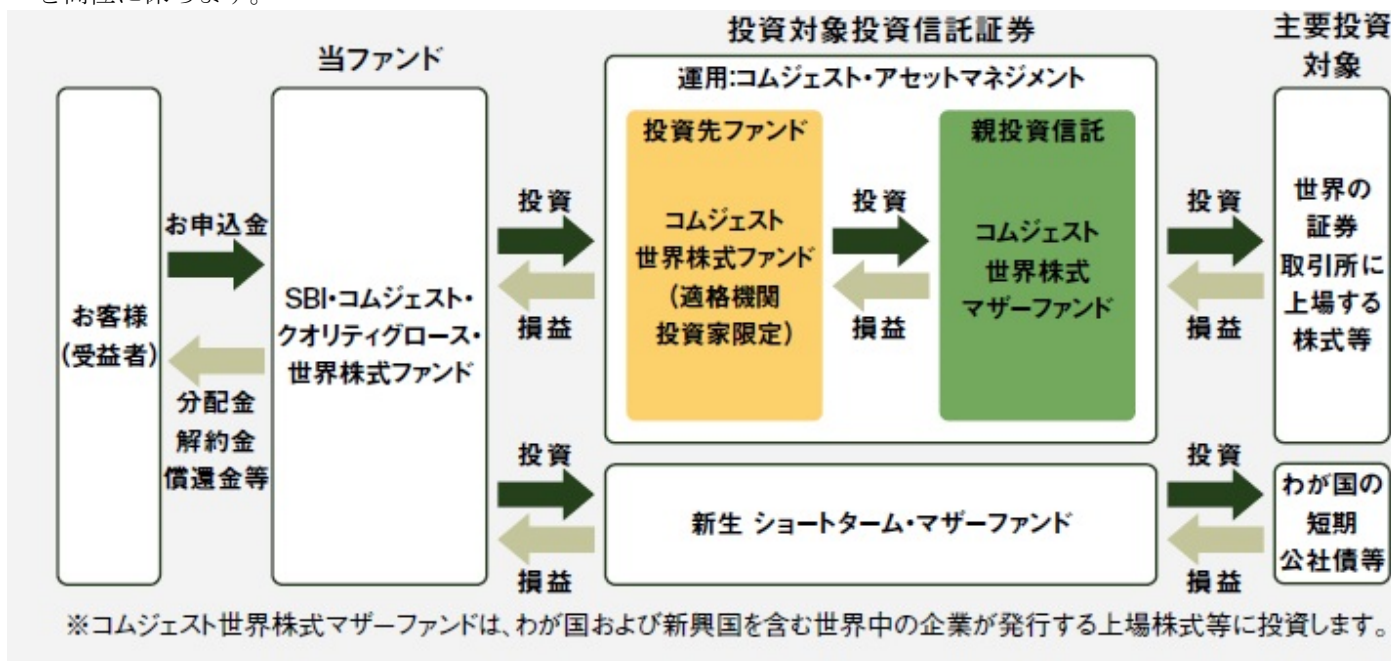 を高位に保ちます。
投資対象投資信託証券
主要投資
対象
当ファンド
運用:コムジェスト・アセットマネジメント
投資先ファンド
親投資信託
お申込金
投資
損益
投資
損益
投資
損益
お客様
(受益者)
SBI・コムジェスト・
クオリティグロース・
世界株式ファンド
コムジェスト
世界株式ファンド
(適格機関
投資家限定)
コムジェスト
世界株式
マザーファンド
世界の
証券
取引所に
上場する
株式等
分配金
解約金
償還金等
投資
損益
新生 ショートターム・マザーファンド
投資
損益
わが国の
短期
公社債等
※コムジェスト世界株式マザーファンドは、わが国および新興国を含む世界中の企業が発行する上場株式等に投資します。